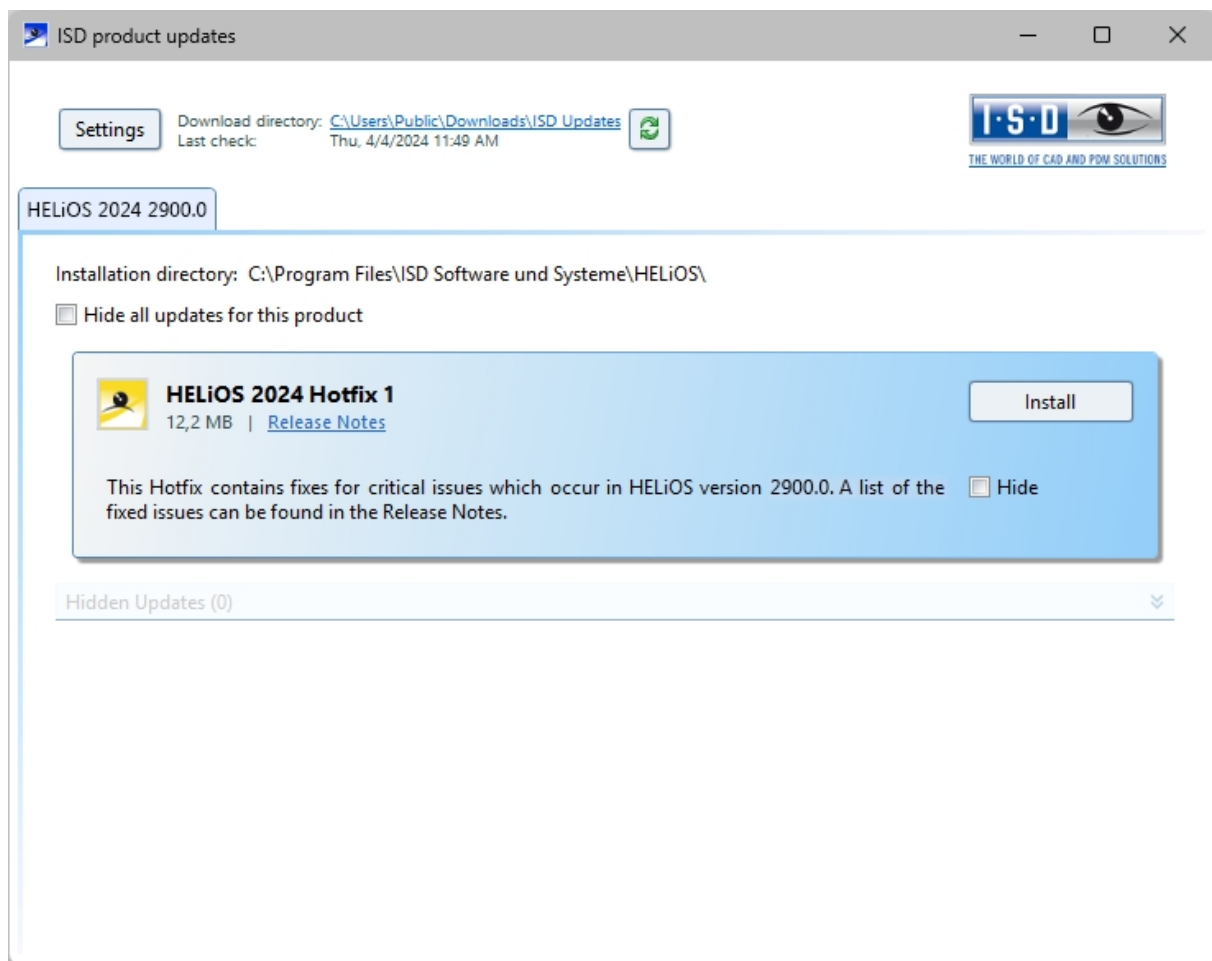 ISD product updates
Settings
Download directory: C:\Users\Public\Downloads\ISD Updates
Last check: Thu, 4/4/2024 11:49 AM
I·S·D
THE WORLD OF CAD AND PDM SOLUTIONS
HELiOS 2024 2900.0
Installation directory: C:\Program Files\ISD Software und Systeme\HELiOS\
Hide all updates for this product
HELiOS 2024 Hotfix 1
12,2 MB | Release Notes
Install
This Hotfix contains fixes for critical issues which occur in HELiOS version 2900.0. A list of the
fixed issues can be found in the Release Notes.
Hide
Hidden Updates (0)